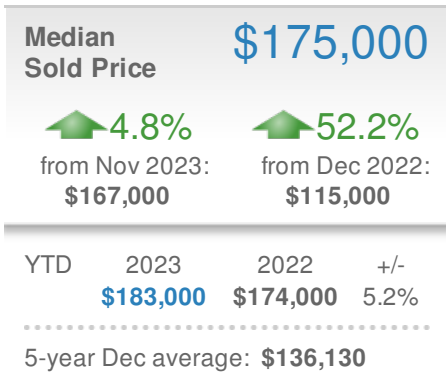 Median
Sold Price
$175,000
4.8%
from Nov 2023:
$167,000
52.2%
from Dec 2022:
$115,000
YTD 2023 2022 +/-
$183,000 $174,000 5.2%
5-year Dec average: $136,130